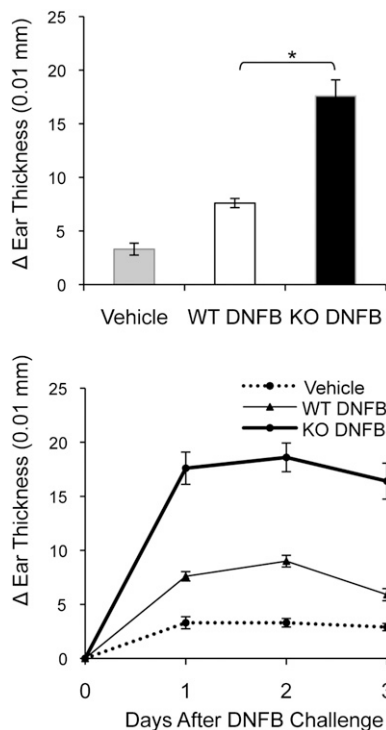 Δ Ear Thickness (0.01 mm)
25
20
15
10
5
0
*
Vehicle WT DNFB KO DNFB
Δ Ear Thickness (0.01 mm)
25
20
15
10
5
0
Vehicle
WT DNFB
KO DNFB
0 1 2 3
Days After DNFB Challenge